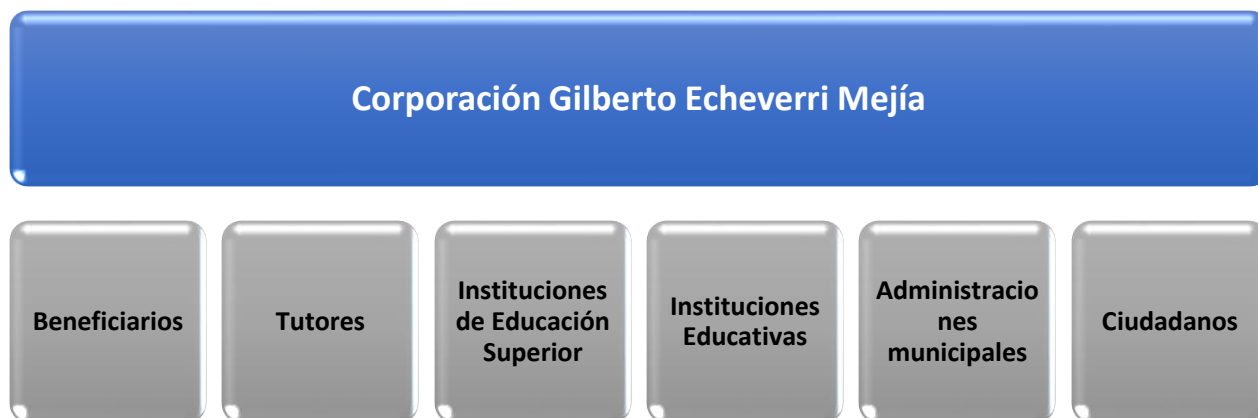 Corporación Gilberto Echeverri Mejía
Beneficiarios
Tutores
Instituciones
de Educación
Superior
Instituciones
Educativas
Administracio
nes
municipales
Ciudadanos